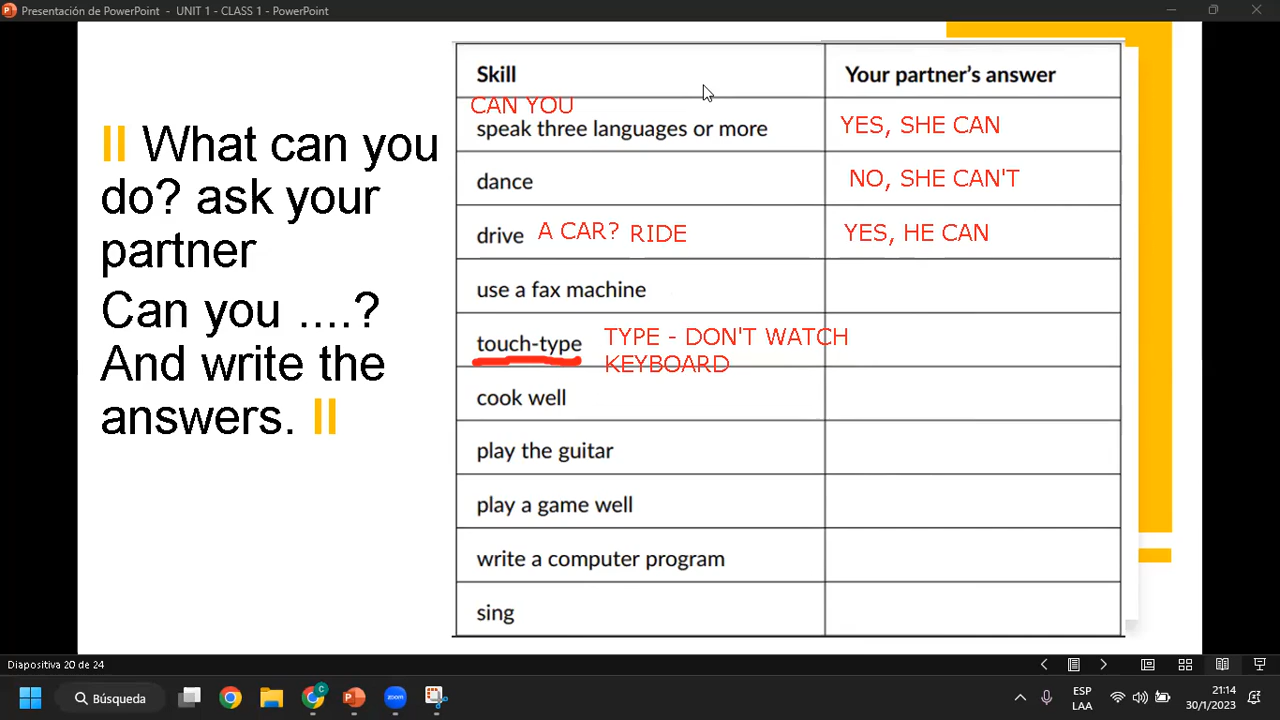 Presentación de PowerPoint - UNIT 1 - CLASS 1 - PowerPoint
II What can you
do? ask your
partner
Can you ....?
And write the
answers. II
Skill
Your partner's answer
CAN YOU
speak three languages or more
YES, SHE CAN
dance
NO, SHE CAN'T
drive A CAR? RIDE
YES, HE CAN
use a fax machine
touch-type
TYPE - DON'T WATCH
KEYBOARD
cook well
play the guitar
play a game well
write a computer program
sing
Diapositiva 20 de 24
Búsqueda
ESP
LAA
21:14
30/1/2023